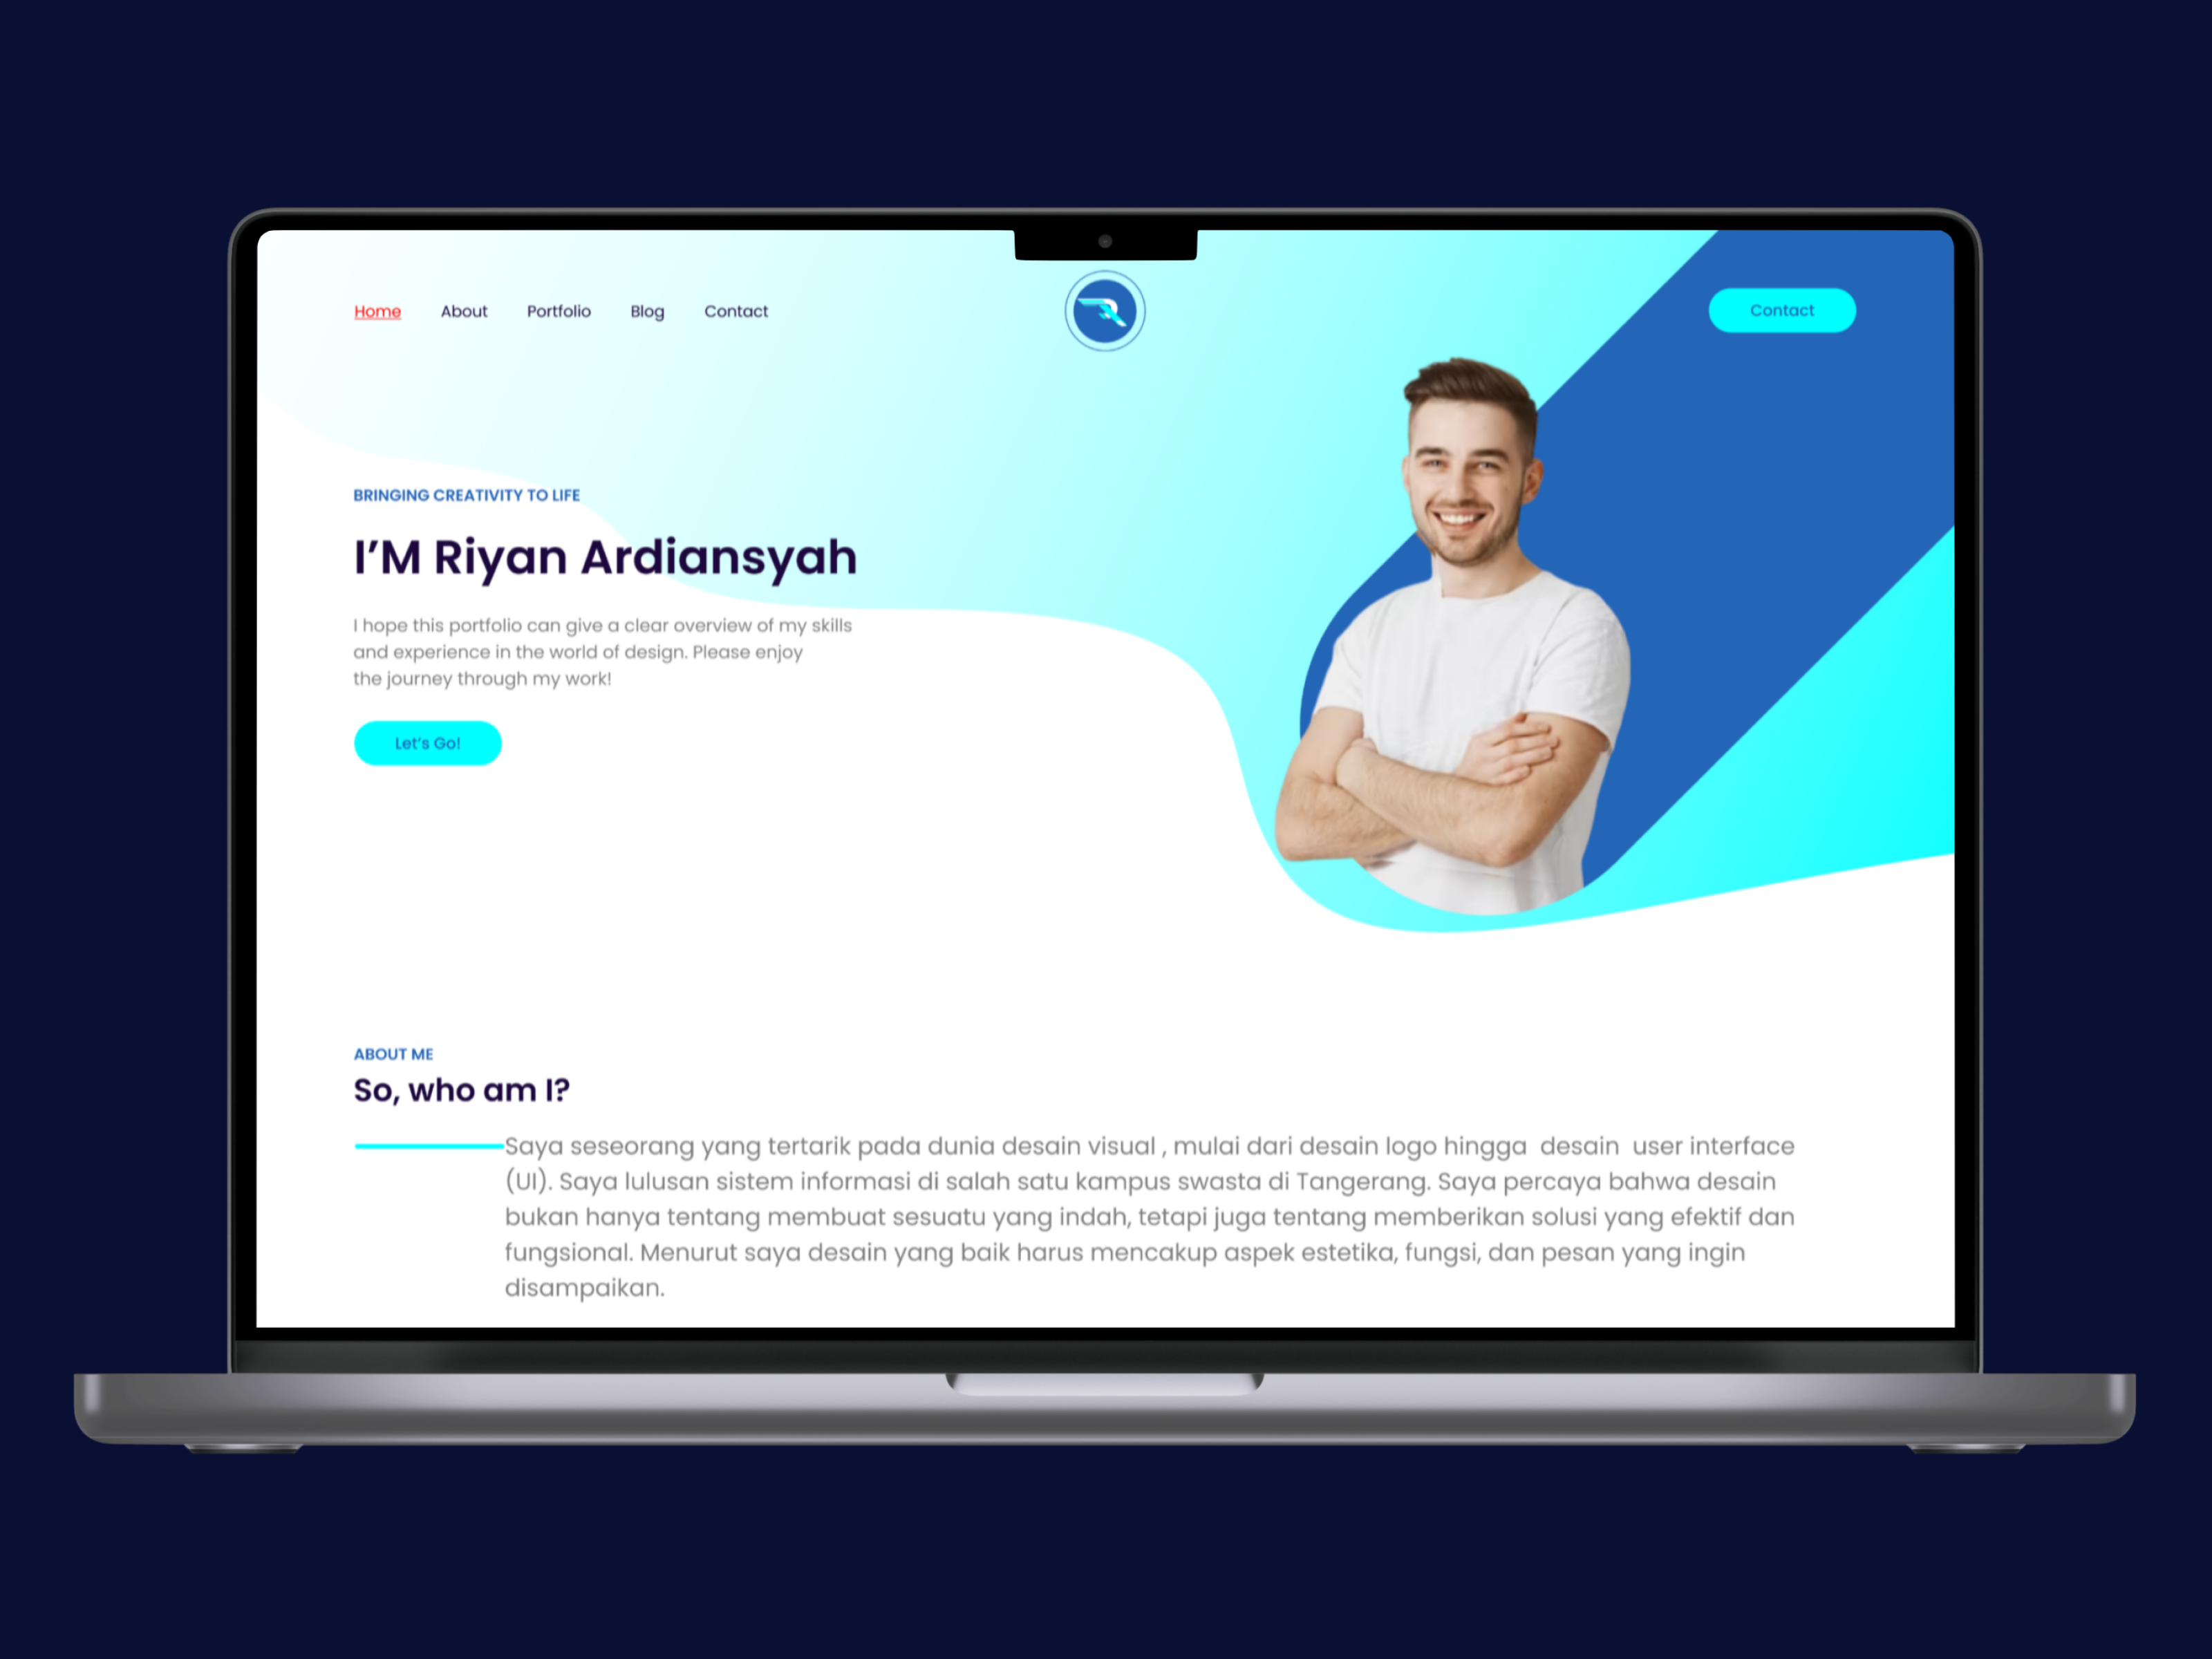 Home About Portfolio Blog Contact
Contact
BRINGING CREATIVITY TO LIFE
I’M Riyan Ardiansyah
I hope this portfolio can give a clear overview of my skills
and experience in the world of design. Please enjoy
the journey through my work!
Let’s Go!
ABOUT ME
So, who am I?
Saya seseorang yang tertarik pada dunia desain visual , mulai dari desain logo hingga  desain  user interface
(UI). Saya lulusan sistem informasi di salah satu kampus swasta di Tangerang. Saya percaya bahwa desain
bukan hanya tentang membuat sesuatu yang indah, tetapi juga tentang memberikan solusi yang efektif dan
fungsional. Menurut saya desain yang baik harus mencakup aspek estetika, fungsi, dan pesan yang ingin
disampaikan.